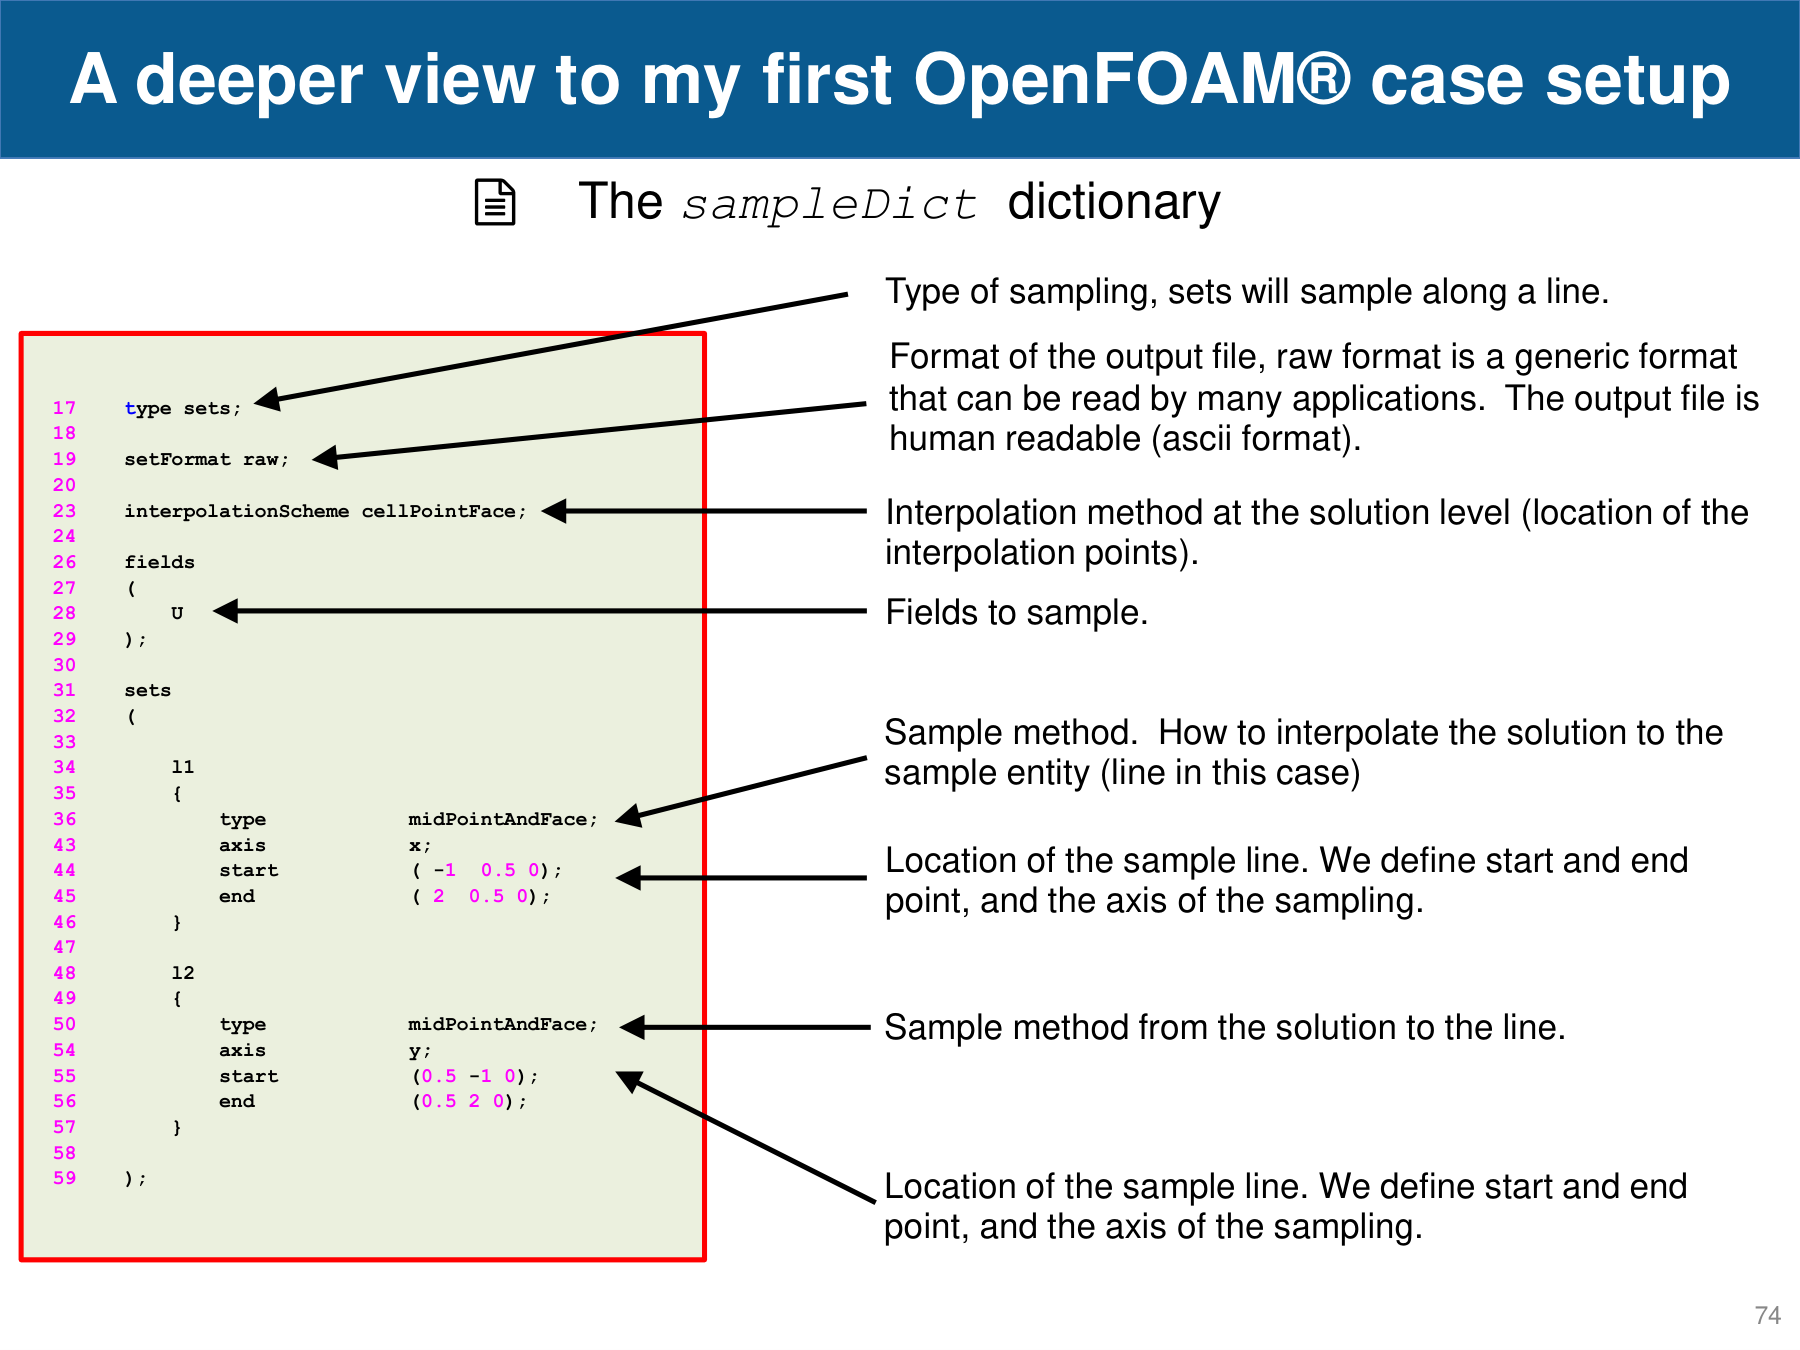 A deeper view to my first OpenFOAM® case setup
The sampleDict dictionary
17    type sets;
18
19    setFormat raw;
20
23    interpolationScheme cellPointFace;
24
26    fields
27    (
28        U
29    );
30
31    sets
32    (
33
34        l1
35        {
36            type            midPointAndFace;
43            axis            x;
44            start           ( -1  0.5 0);
45            end             ( 2  0.5 0);
46        }
47
48        l2
49        {
50            type            midPointAndFace;
54            axis            y;
55            start           (0.5 -1 0);
56            end             (0.5 2 0);
57        }
58
59    );
Type of sampling, sets will sample along a line.
Format of the output file, raw format is a generic format
that can be read by many applications.  The output file is
human readable (ascii format).
Interpolation method at the solution level (location of the
interpolation points).
Fields to sample.
Sample method.  How to interpolate the solution to the
sample entity (line in this case)
Location of the sample line. We define start and end
point, and the axis of the sampling.
Sample method from the solution to the line.
Location of the sample line. We define start and end
point, and the axis of the sampling.
74